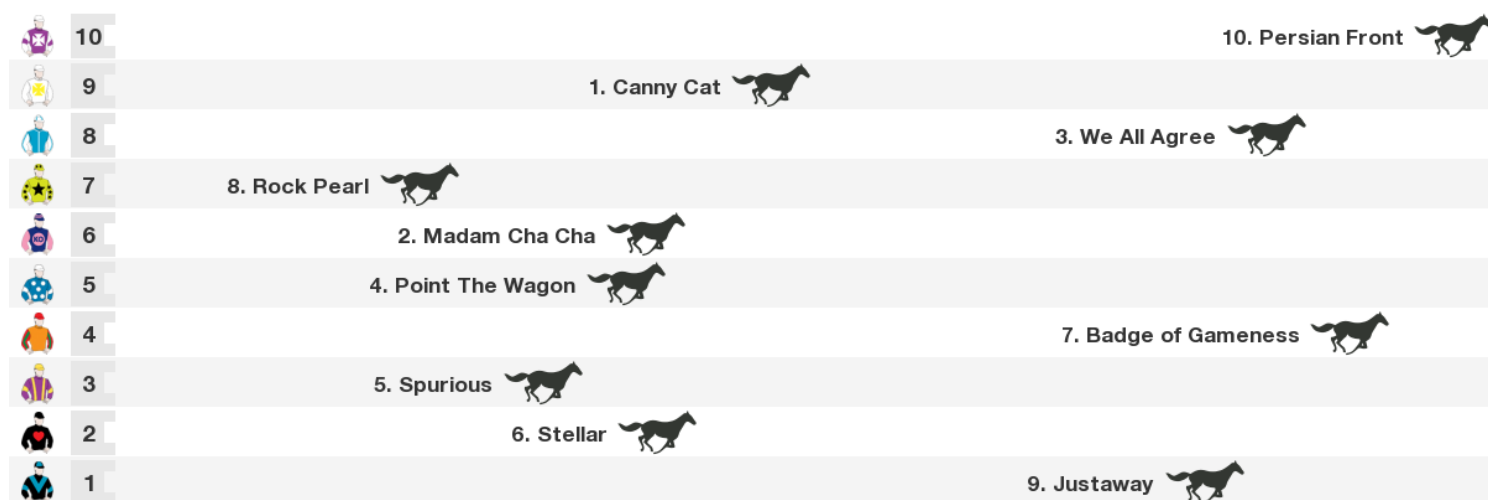 10 10. Persian Front
9 1. Canny Cat
8 3. We All Agree
7 8. Rock Pearl
6 2. Madam Cha Cha
5 4. Point The Wagon
4 7. Badge of Gameness
3 5. Spurious
2 6. Stellar
1 9. Justaway